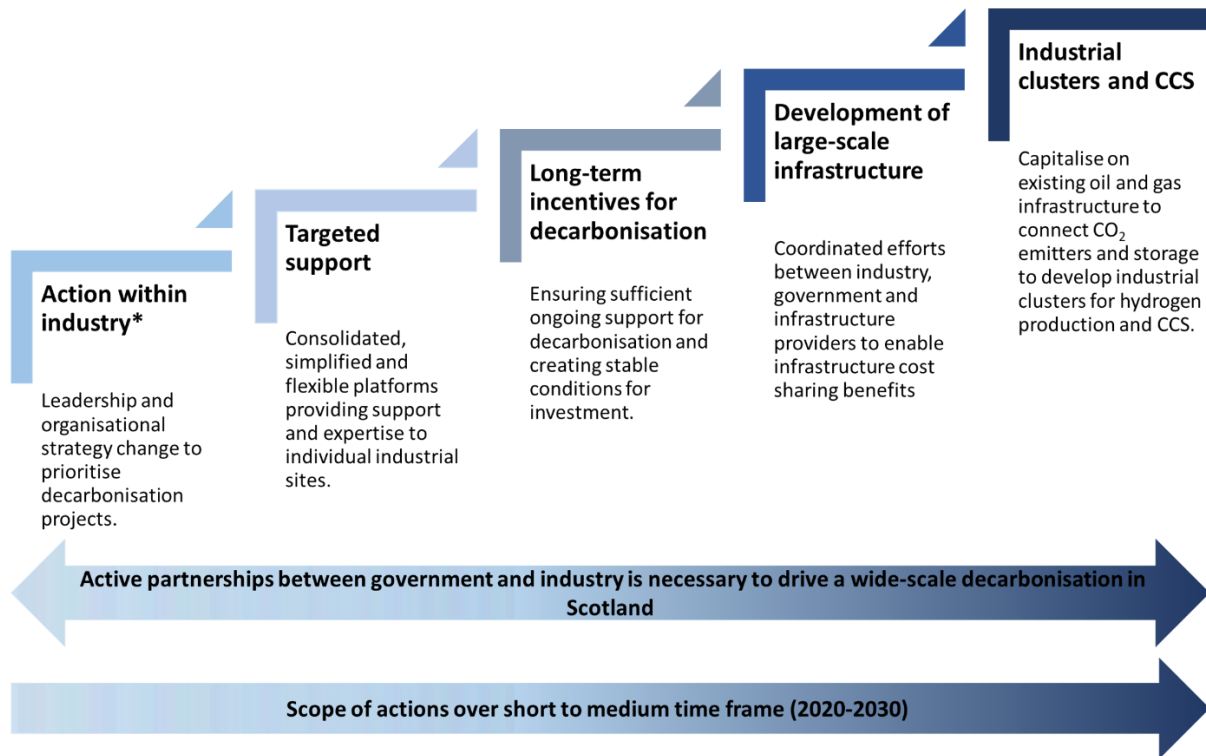 Action within
industry*
Leadership and
organisational
strategy change to
prioritise
decarbonisation
projects.
Targeted
support
Consolidated,
simplified and
flexible platforms
providing support
and expertise to
individual industrial
sites.
Long-term
incentives for
decarbonisation
Ensuring sufficient
ongoing support for
decarbonisation and
creating stable
conditions for
investment.
Development of
large-scale
infrastructure
Coordinated efforts
between industry,
government and
infrastructure
providers to enable
infrastructure cost
sharing benefits
Industrial
clusters and CCS
Capitalise on
existing oil and gas
infrastructure to
connect CO₂
emitters and storage
to develop industrial
clusters for hydrogen
production and CCS.
Active partnerships between government and industry is necessary to drive a wide-scale decarbonisation in
Scotland
Scope of actions over short to medium time frame (2020-2030)